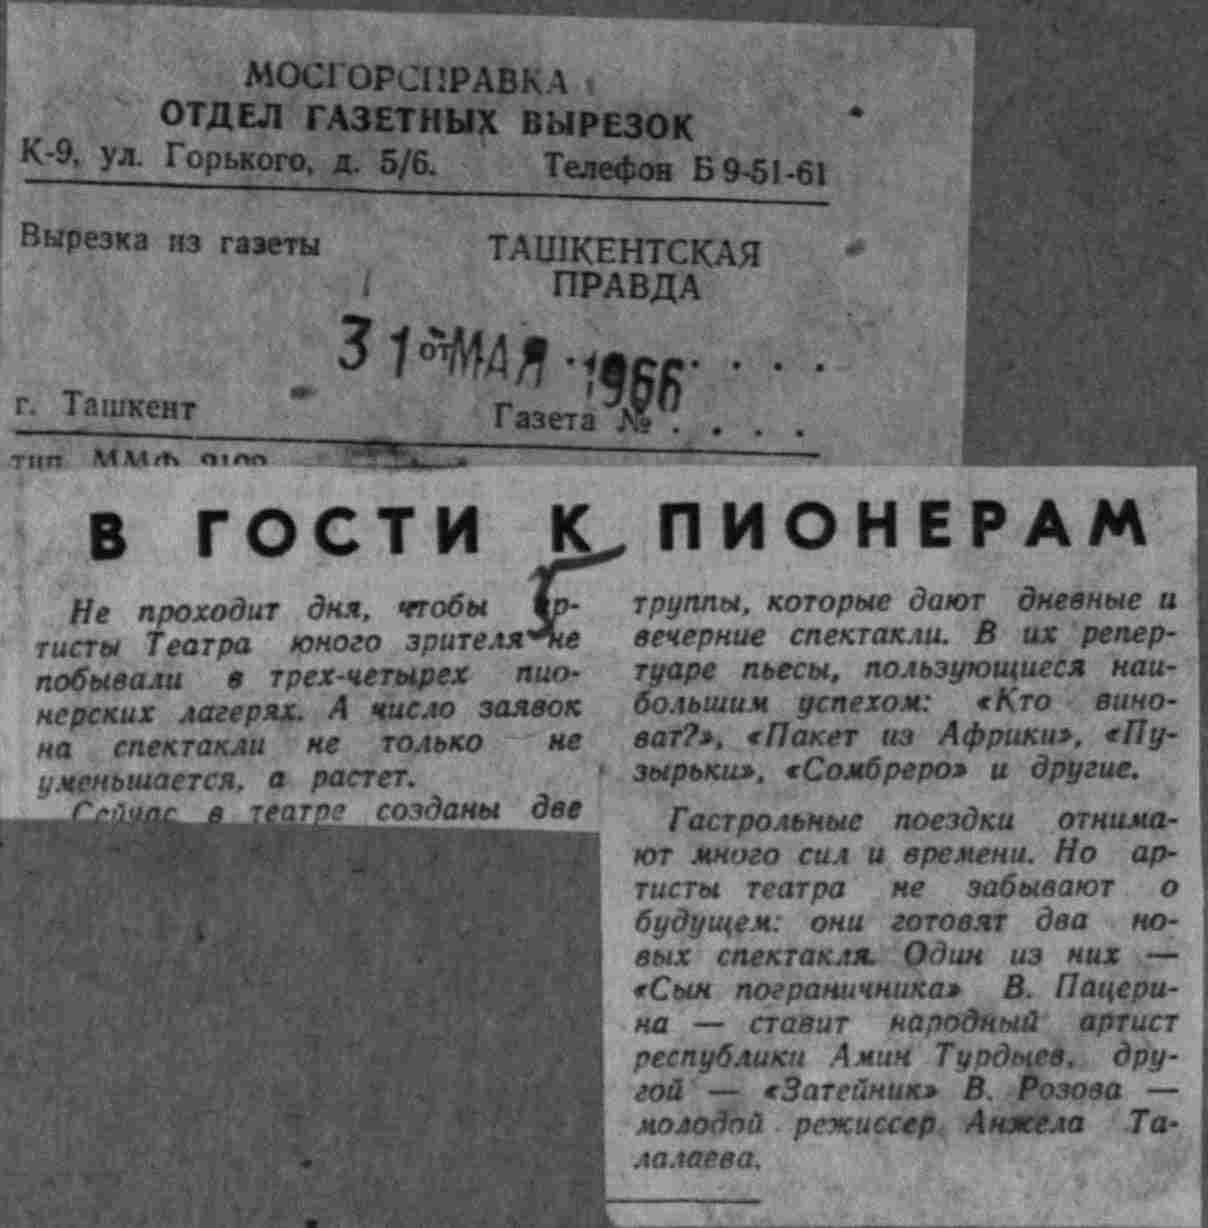 МОСГОРСПРАВКА
ОТДЕЛ ГАЗЕТНЫХ ВЫРЕЗОК
К-9, ул. Горького, д. 5/6. Телефон Б 9-51-61
Вырезка из газеты ТАШКЕНТСКАЯ
ПРАВДА
31 от МАЯ 1966 . . . .
г. Ташкент Газета № . . . .
тип. ММФ
В ГОСТИ К ПИОНЕРАМ
Не проходит дня, чтобы ар-
тисты Театра юного зрителя не
побывали в трех-четырех пио-
нерских лагерях. А число заявок
на спектакли не только не
уменьшается, а растет.
Сейчас в театре созданы две
труппы, которые дают дневные и
вечерние спектакли. В их репер-
туаре пьесы, пользующиеся наи-
большим успехом: «Кто вино-
ват?», «Пакет из Африки», «Пу-
зырьки», «Сомбреро» и другие.
Гастрольные поездки отнима-
ют много сил и времени. Но ар-
тисты театра не забывают о
будущем: они готовят два но-
вых спектакля. Один из них —
«Сын пограничника» В. Пацери-
на — ставит народный артист
республики Амин Турдыев, дру-
гой — «Затейник» В. Розова —
молодой режиссер Анжела Та-
лалаева.